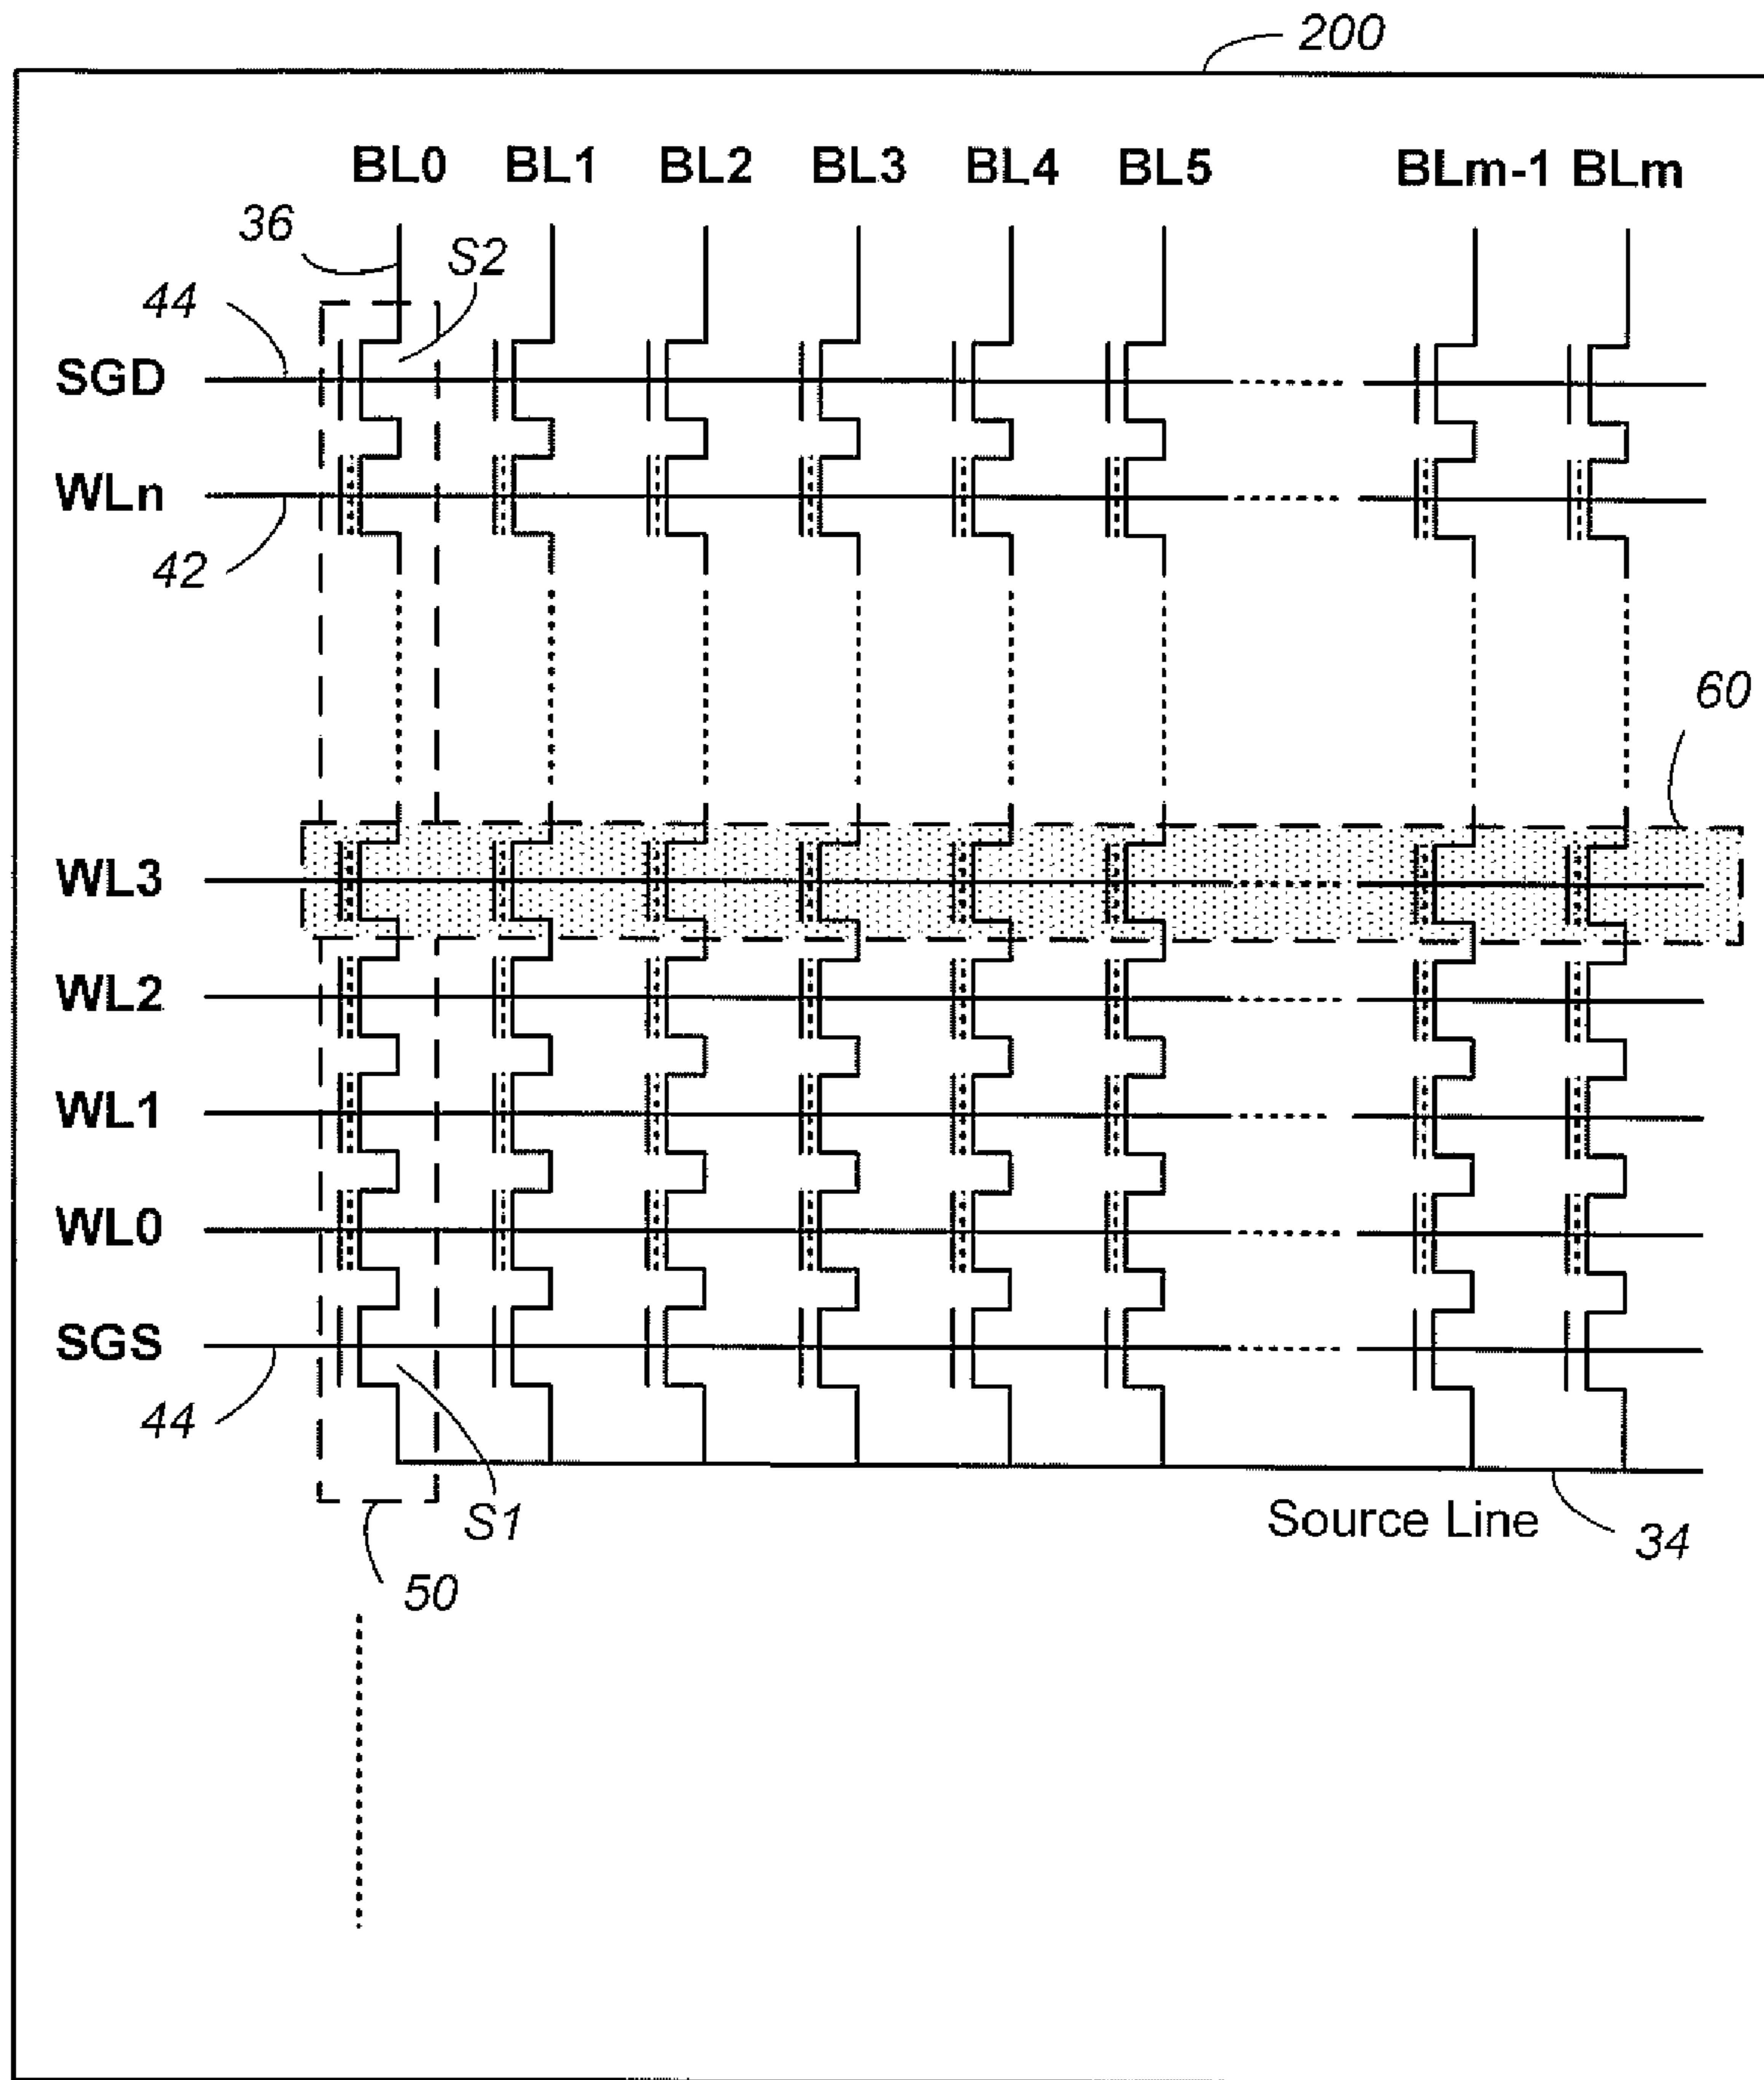 200
BL0 BL1 BL2 BL3 BL4 BL5 BLm-1 BLm
36
S2
44
SGD
WLn
42
60
WL3
WL2
WL1
WL0
SGS
44
S1
Source Line
34
50